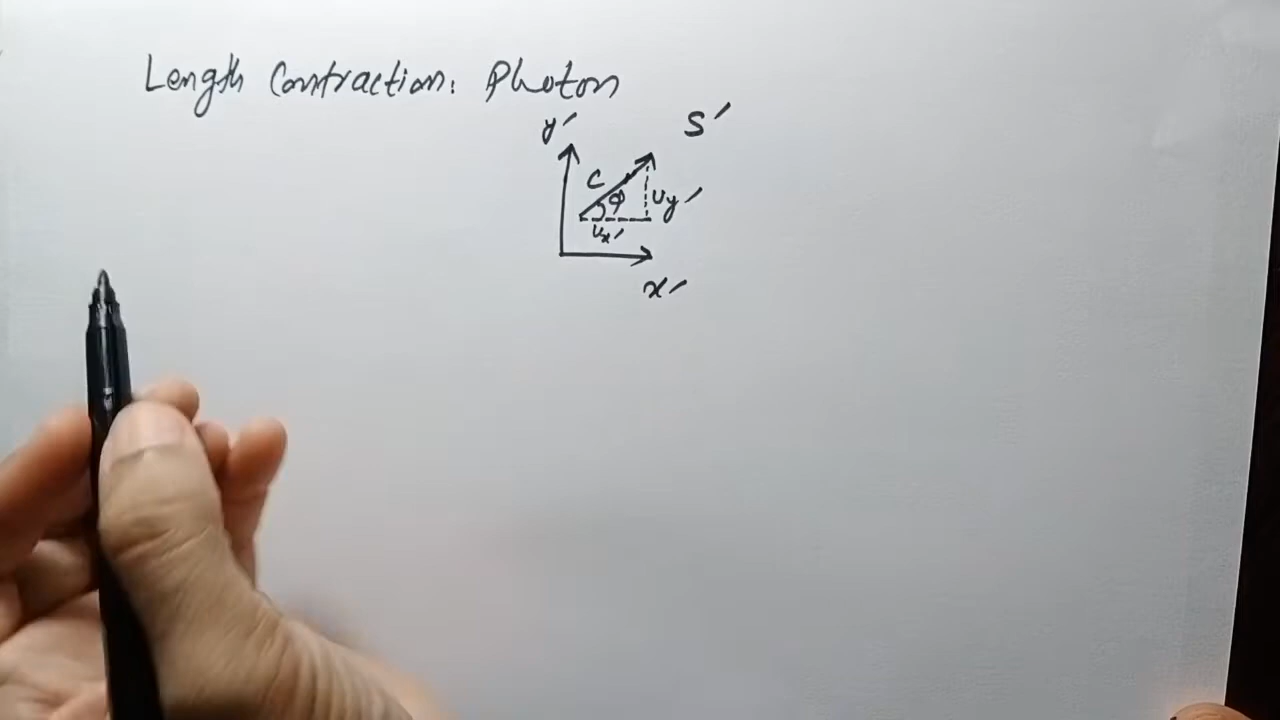 Length Contraction: Photon
y′ S′
C φ Uy′
Ux′
x′